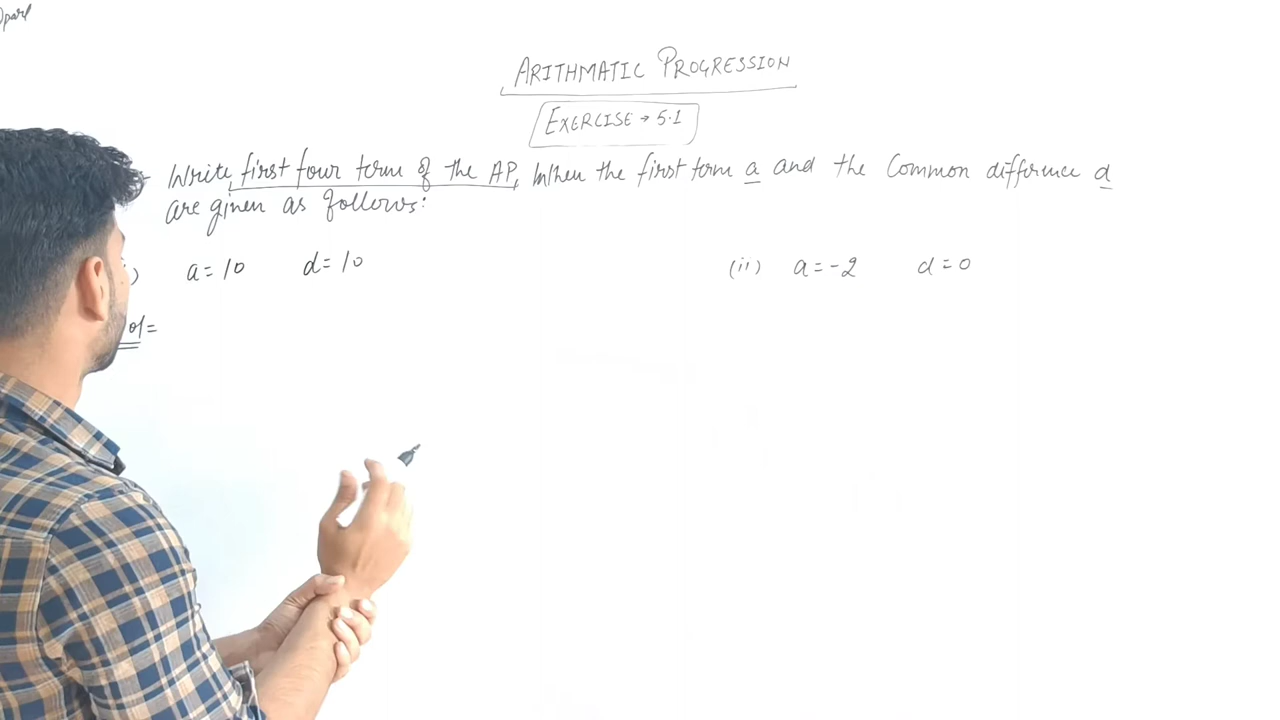 ARITHMATIC PROGRESSION
EXERCISE → 5.1
Write first four term of the AP, When the first term a and the Common difference d
are given as follows:
a = 10 d = 10
(ii) a = -2 d = 0